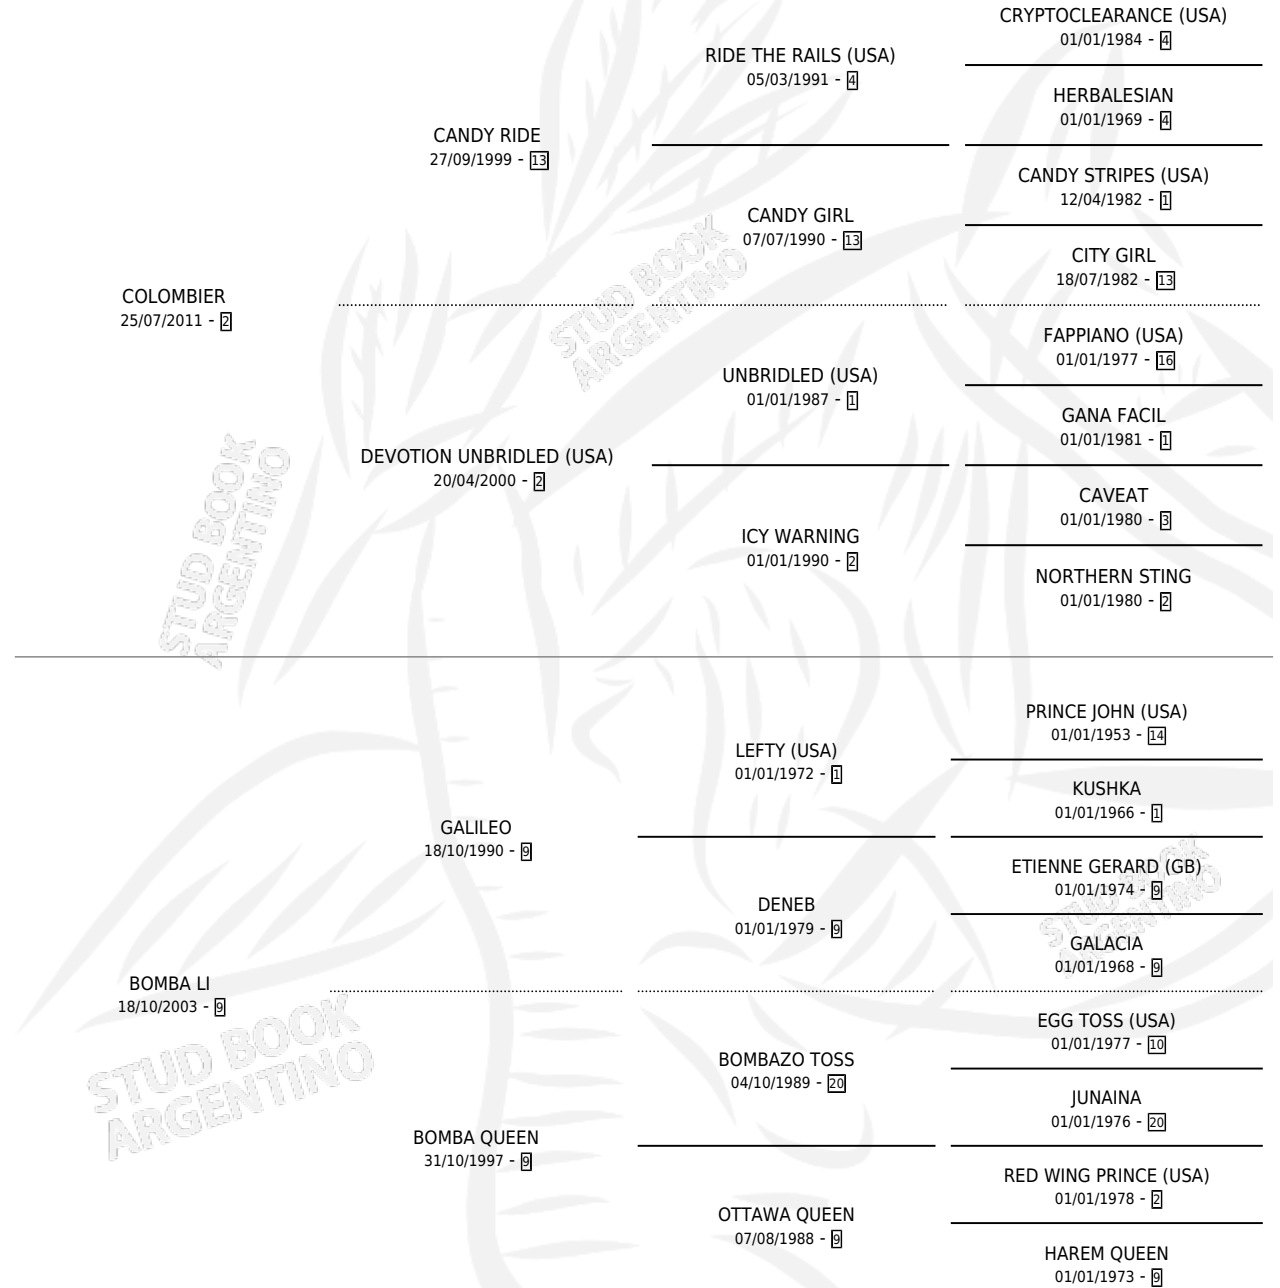 CRYPTOCLEARANCE (USA)
01/01/1984 - 4
RIDE THE RAILS (USA)
05/03/1991 - 4
HERBALESIAN
01/01/1969 - 4
CANDY RIDE
27/09/1999 - 13
CANDY STRIPES (USA)
12/04/1982 - 1
CANDY GIRL
07/07/1990 - 13
CITY GIRL
18/07/1982 - 13
COLOMBIER
25/07/2011 - 2
STUD BOOK
ARGENTINO
FAPPIANO (USA)
01/01/1977 - 16
UNBRIDLED (USA)
01/01/1987 - 1
GANA FACIL
01/01/1981 - 1
DEVOTION UNBRIDLED (USA)
20/04/2000 - 2
CAVEAT
01/01/1980 - 3
ICY WARNING
01/01/1990 - 2
NORTHERN STING
01/01/1980 - 2
STUD BOOK
ARGENTINO
PRINCE JOHN (USA)
01/01/1953 - 14
LEFTY (USA)
01/01/1972 - 1
KUSHKA
01/01/1966 - 1
GALILEO
18/10/1990 - 9
ETIENNE GERARD (GB)
01/01/1974 - 9
DENEB
01/01/1979 - 9
STUD BOOK
ARGENTINO
GALACIA
01/01/1968 - 9
BOMBA LI
18/10/2003 - 9
EGG TOSS (USA)
01/01/1977 - 10
BOMBAZO TOSS
04/10/1989 - 20
STUD BOOK
ARGENTINO
JUNAINA
01/01/1976 - 20
BOMBA QUEEN
31/10/1997 - 9
RED WING PRINCE (USA)
01/01/1978 - 2
OTTAWA QUEEN
07/08/1988 - 9
HAREM QUEEN
01/01/1973 - 9